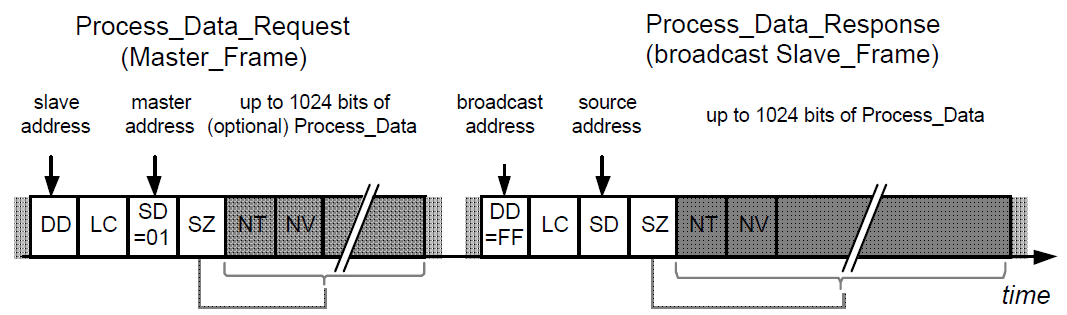 Process_Data_Request
(Master_Frame)
Process_Data_Response
(broadcast Slave_Frame)
slave
address
master
address
up to 1024 bits of
(optional) Process_Data
broadcast
address
source
address
up to 1024 bits of Process_Data
DD
LC
SD
=01
SZ
NT
NV
DD
=FF
LC
SD
SZ
NT
NV
time